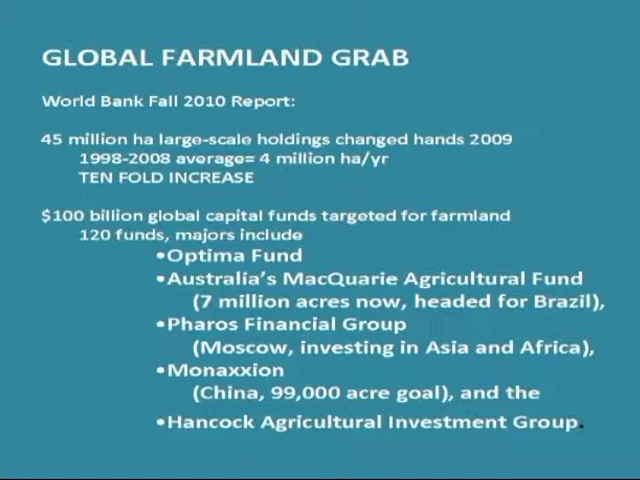 GLOBAL FARMLAND GRAB
World Bank Fall 2010 Report:
45 million ha large-scale holdings changed hands 2009
1998-2008 average= 4 million ha/yr
TEN FOLD INCREASE
$100 billion global capital funds targeted for farmland
120 funds, majors include
•Optima Fund
•Australia's MacQuarie Agricultural Fund
(7 million acres now, headed for Brazil),
•Pharos Financial Group
(Moscow, investing in Asia and Africa),
•Monaxxion
(China, 99,000 acre goal), and the
•Hancock Agricultural Investment Group.